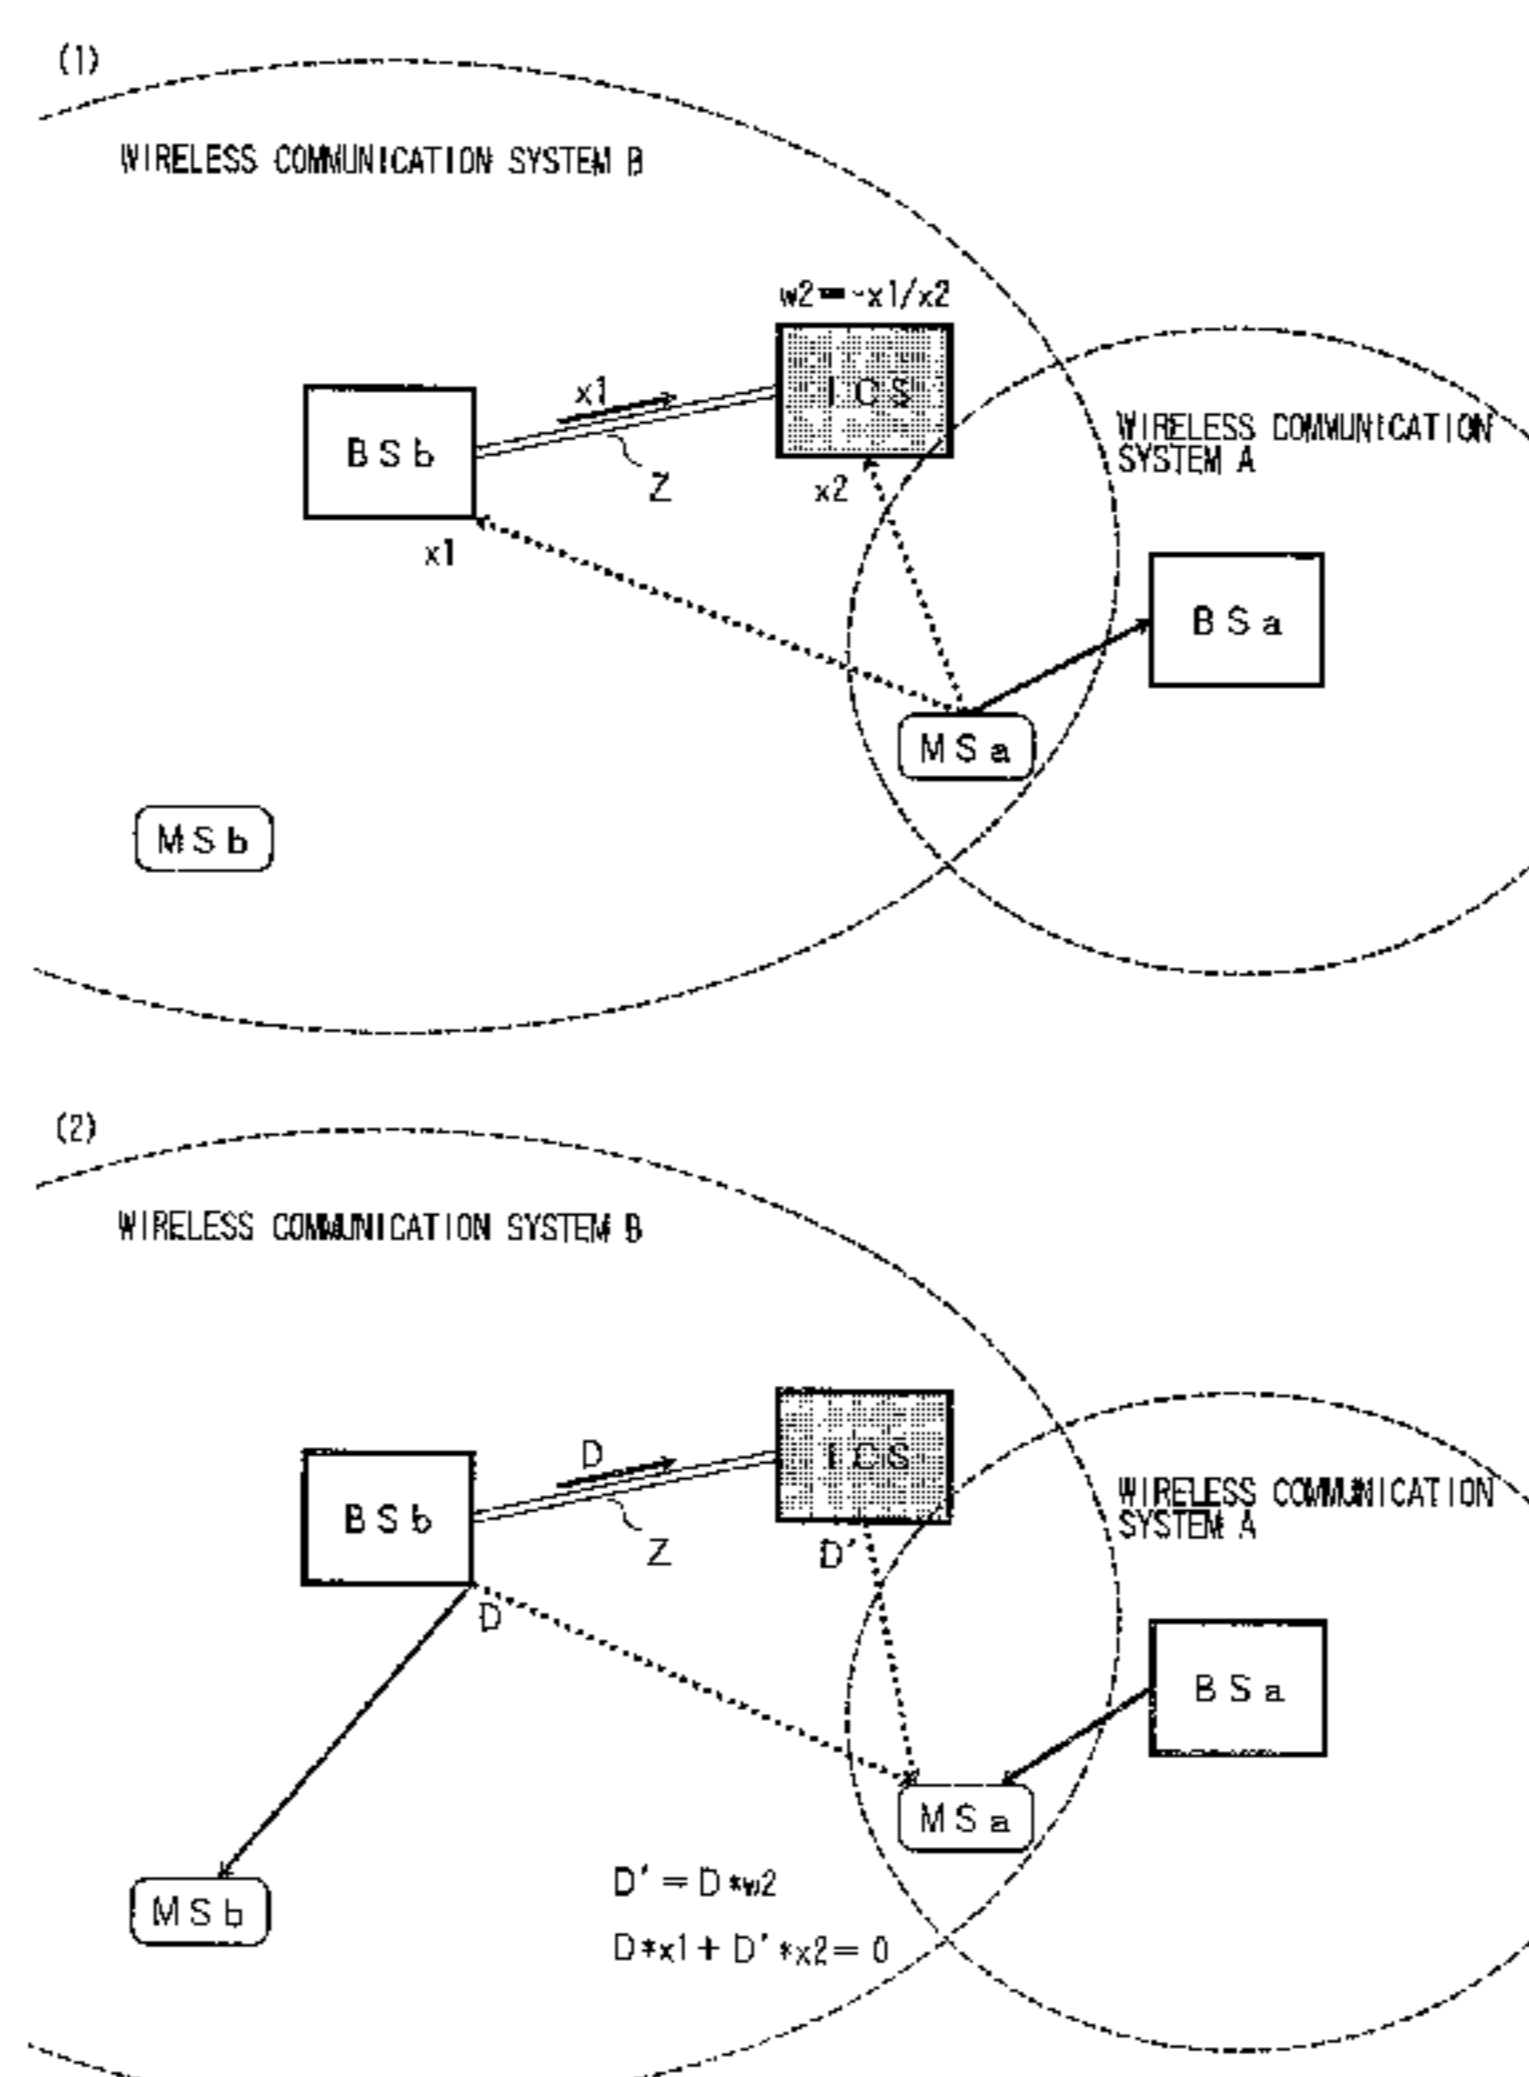 (1)
WIRELESS COMMUNICATION SYSTEM B
w2=-x1/x2
ICS
x1
BSb
Z
WIRELESS COMMUNICATION
SYSTEM A
x2
x1
BSa
MSa
MSb
(2)
WIRELESS COMMUNICATION SYSTEM B
ICS
D
BSb
Z
WIRELESS COMMUNICATION
SYSTEM A
D'
D
BSa
MSa
MSb
D'=D*w2
D*x1+D'*x2=0